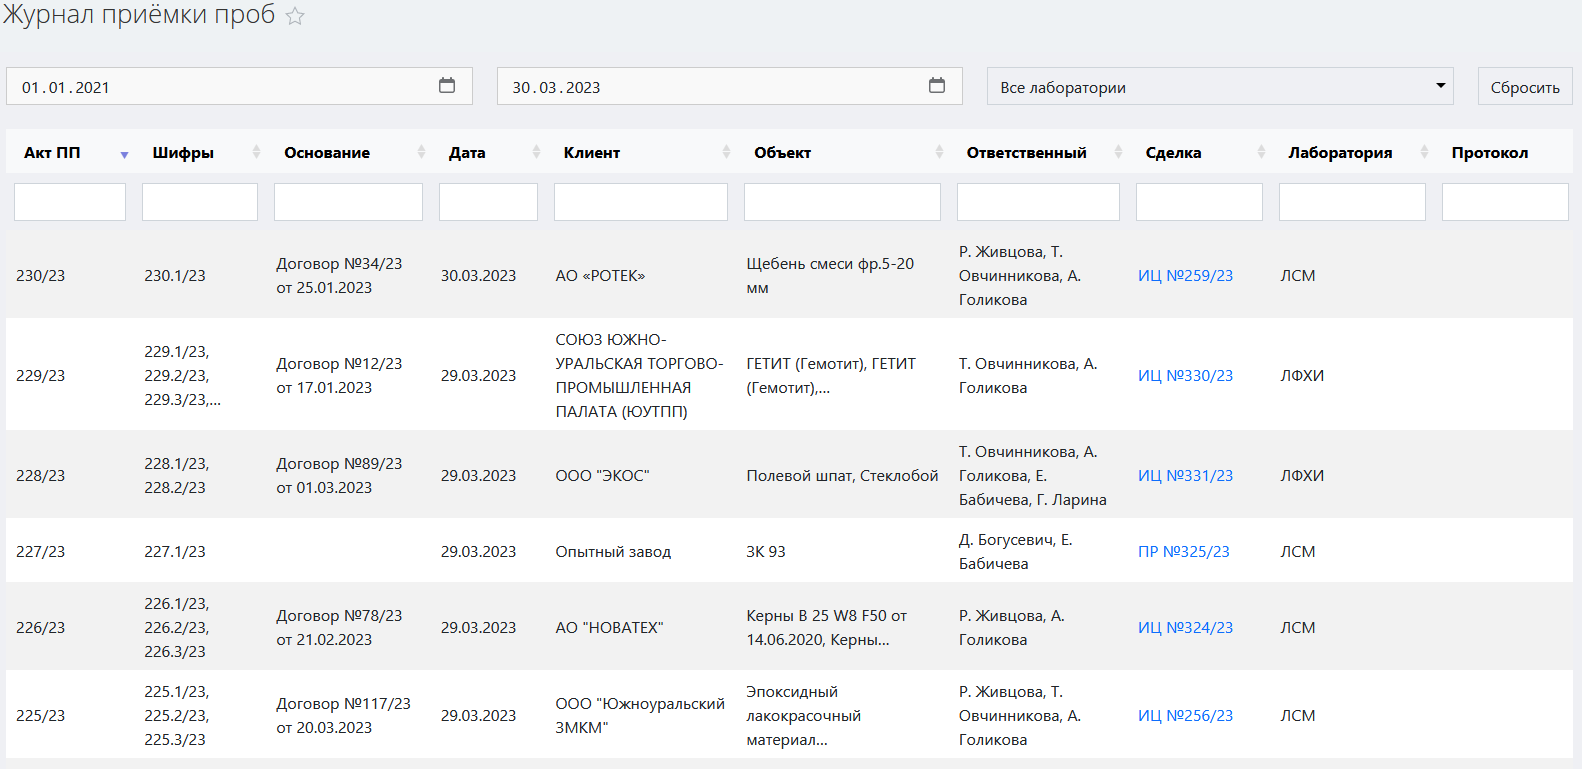 Журнал приёмки проб
01.01.2021
30.03.2023
Все лаборатории
Сбросить
Акт ПП Шифры Основание Дата Клиент Объект Ответственный Сделка Лаборатория Протокол
230/23
230.1/23
Договор №34/23
от 25.01.2023
30.03.2023
АО «РОТЕК»
Щебень смеси фр.5-20
мм
Р. Живцова, Т.
Овчинникова, А.
Голикова
ИЦ №259/23
ЛСМ
229/23
229.1/23,
229.2/23,
229.3/23,...
Договор №12/23
от 17.01.2023
29.03.2023
СОЮЗ ЮЖНО-
УРАЛЬСКАЯ ТОРГОВО-
ПРОМЫШЛЕННАЯ
ПАЛАТА (ЮУТПП)
ГЕТИТ (Гемотит), ГЕТИТ
(Гемотит),...
Т. Овчинникова, А.
Голикова
ИЦ №330/23
ЛФХИ
228/23
228.1/23,
228.2/23
Договор №89/23
от 01.03.2023
29.03.2023
ООО "ЭКОС"
Полевой шпат, Стеклобой
Т. Овчинникова, А.
Голикова, Е.
Бабичева, Г. Ларина
ИЦ №331/23
ЛФХИ
227/23
227.1/23
29.03.2023
Опытный завод
ЗК 93
Д. Богусевич, Е.
Бабичева
ПР №325/23
ЛСМ
226/23
226.1/23,
226.2/23,
226.3/23
Договор №78/23
от 21.02.2023
29.03.2023
АО "НОВАТЕХ"
Керны В 25 W8 F50 от
14.06.2020, Керны...
Р. Живцова, А.
Голикова
ИЦ №324/23
ЛСМ
225/23
225.1/23,
225.2/23,
225.3/23
Договор №117/23
от 20.03.2023
29.03.2023
ООО "Южноуральский
ЗМКМ"
Эпоксидный
лакокрасочный
материал...
Р. Живцова, Т.
Овчинникова, А.
Голикова
ИЦ №256/23
ЛСМ